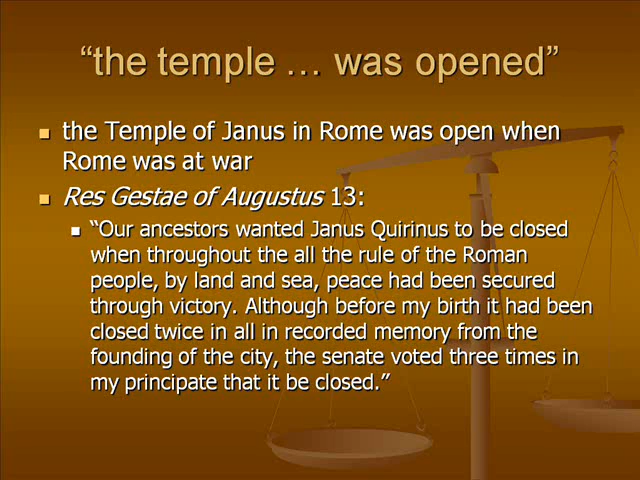 “the temple … was opened”
the Temple of Janus in Rome was open when
Rome was at war
Res Gestae of Augustus 13:
“Our ancestors wanted Janus Quirinus to be closed
when throughout the all the rule of the Roman
people, by land and sea, peace had been secured
through victory. Although before my birth it had been
closed twice in all in recorded memory from the
founding of the city, the senate voted three times in
my principate that it be closed.”